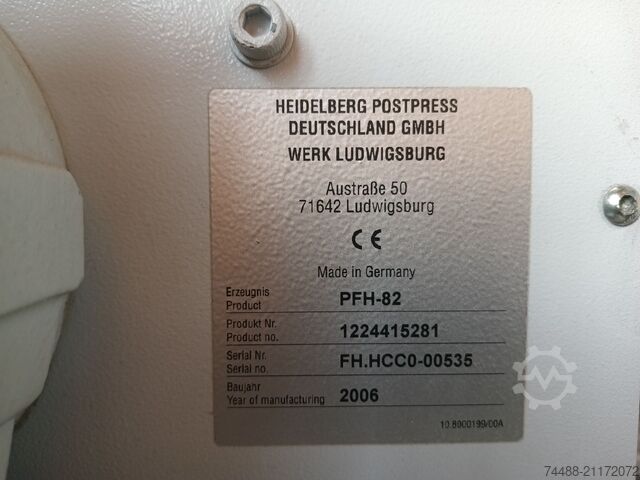 HEIDELBERG POSTPRESS
DEUTSCHLAND GMBH
WERK LUDWIGSBURG
Austraße 50
71642 Ludwigsburg
CE
Made in Germany
Erzeugnis
Product PFH-82
Produkt Nr.
Product no. 1224415281
Serial Nr.
Serial no. FH.HCC0-00535
Baujahr
Year of manufacturing 2006
10.8000199/00A
74488-21172072